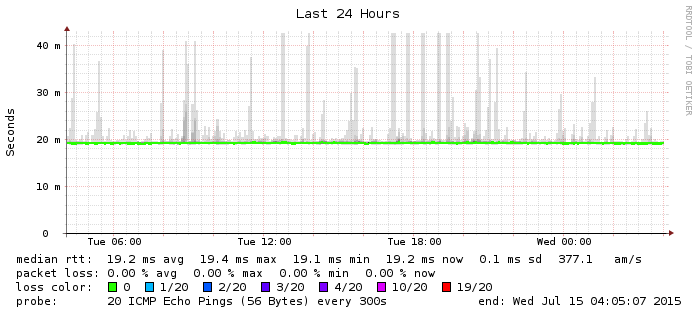 Last 24 Hours
RRDTOOL / TOBI OETIKER
Seconds
40 m
30 m
20 m
10 m
0
Tue 06:00 Tue 12:00 Tue 18:00 Wed 00:00
median rtt: 19.2 ms avg 19.4 ms max 19.1 ms min 19.2 ms now 0.1 ms sd 377.1 am/s
packet loss: 0.00 % avg 0.00 % max 0.00 % min 0.00 % now
loss color: 0 1/20 2/20 3/20 4/20 10/20 19/20
probe: 20 ICMP Echo Pings (56 Bytes) every 300s end: Wed Jul 15 04:05:07 2015